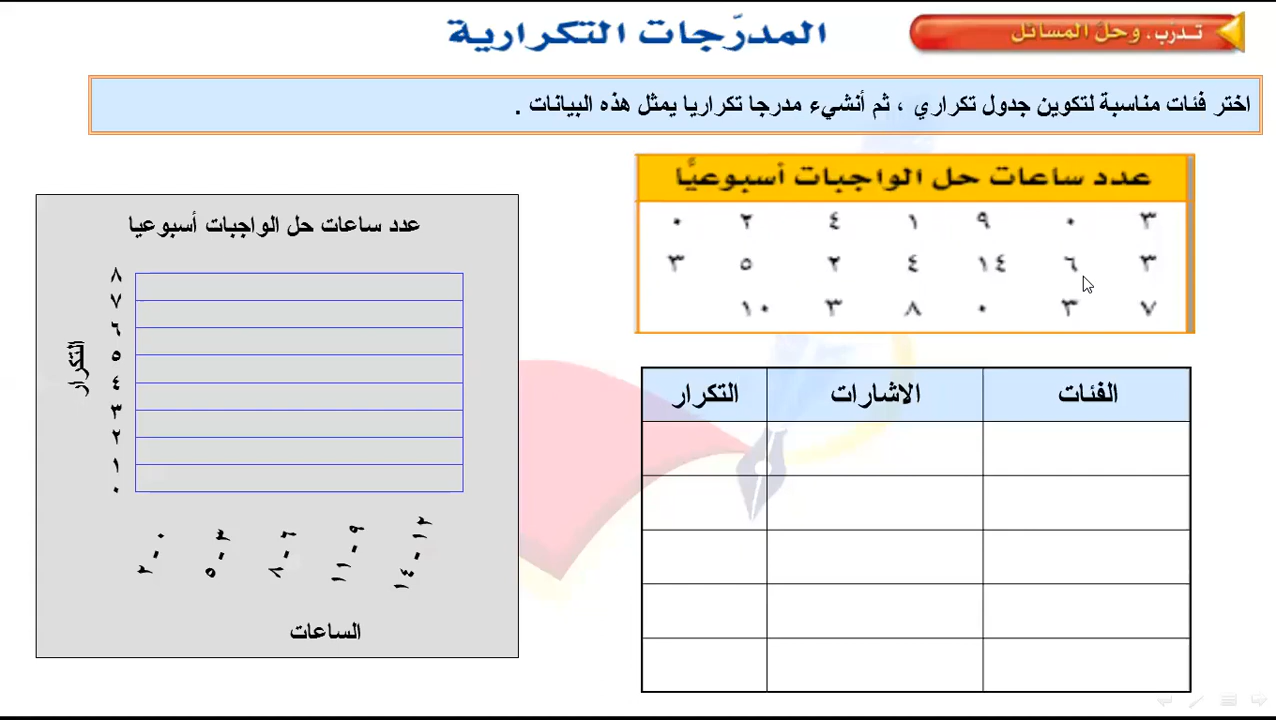 تدرّب، وحلّ المسائل
المدرّجات التكرارية
اختر فئات مناسبة لتكوين جدول تكراري ، ثم أنشيء مدرجا تكراريا يمثل هذه البيانات .
عدد ساعات حل الواجبات أسبوعيًّا
٣ ٠ ٩ ١ ٤ ٢ ٠
٣ ٦ ١٤ ٤ ٢ ٥ ٣
٧ ٣ ٠ ٨ ٣ ١٠
الفئات الاشارات التكرار
عدد ساعات حل الواجبات أسبوعيا
٨
٧
٦
٥
٤
٣
٢
١
٠
التكرار
٠ - ٢
٣ - ٥
٦ - ٨
٩ - ١١
١٢ - ١٤
الساعات